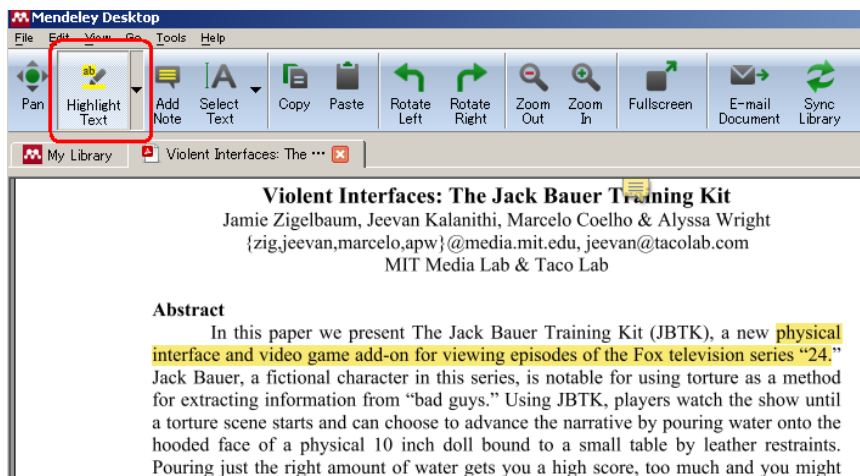 Mendeley Desktop
File Edit View Go Tools Help
Pan Highlight Text Add Note Select Text Copy Paste Rotate Left Rotate Right Zoom Out Zoom In Fullscreen E-mail Document Sync Library
My Library Violent Interfaces: The ...
Violent Interfaces: The Jack Bauer Training Kit
Jamie Zigelbaum, Jeevan Kalanithi, Marcelo Coelho & Alyssa Wright
{zig,jeevan,marcelo,apw}@media.mit.edu, jeevan@tacolab.com
MIT Media Lab & Taco Lab
Abstract
In this paper we present The Jack Bauer Training Kit (JBTK), a new physical
interface and video game add-on for viewing episodes of the Fox television series “24.”
Jack Bauer, a fictional character in this series, is notable for using torture as a method
for extracting information from “bad guys.” Using JBTK, players watch the show until
a torture scene starts and can choose to advance the narrative by pouring water onto the
hooded face of a physical 10 inch doll bound to a small table by leather restraints.
Pouring just the right amount of water gets you a high score, too much and you might